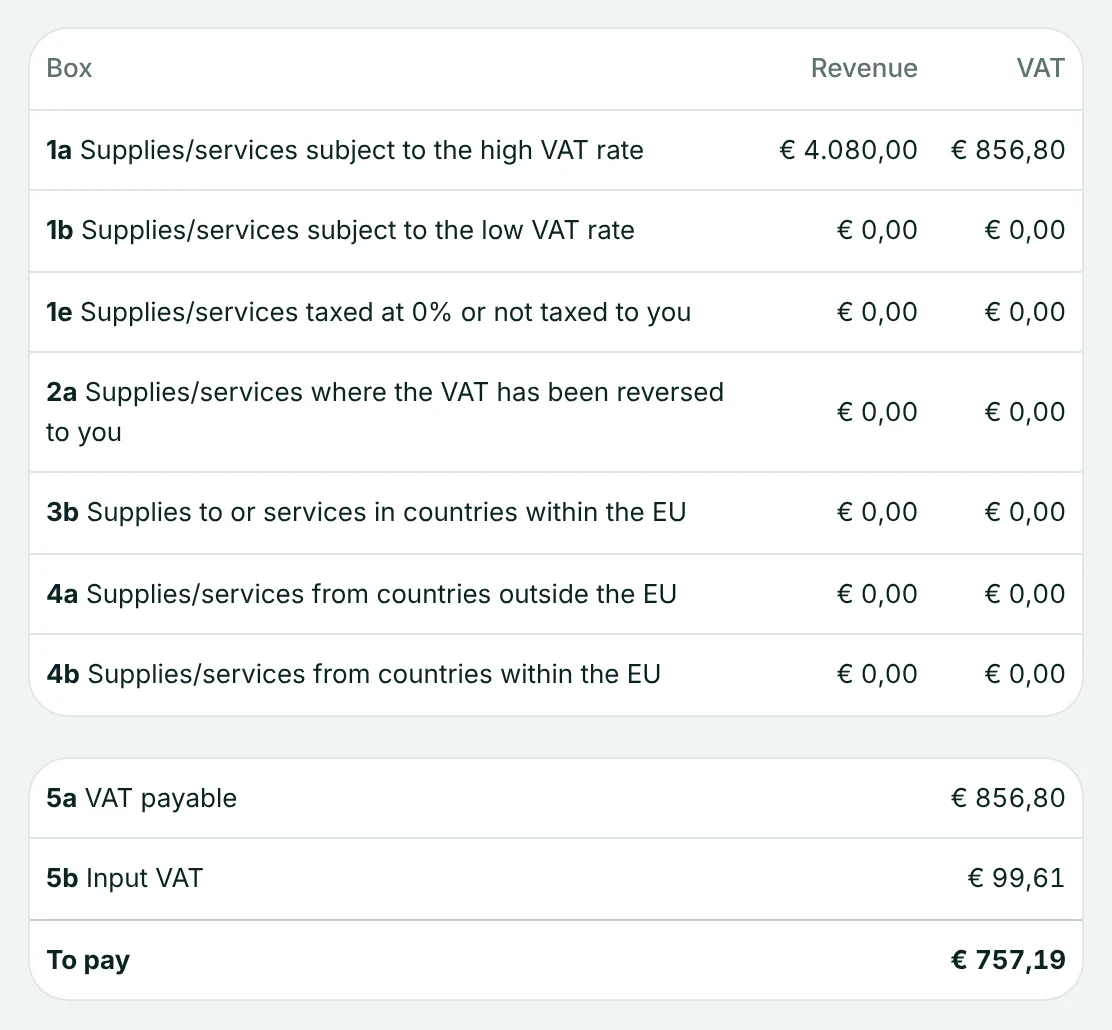 Box Revenue VAT
1a Supplies/services subject to the high VAT rate € 4.080,00 € 856,80
1b Supplies/services subject to the low VAT rate € 0,00 € 0,00
1e Supplies/services taxed at 0% or not taxed to you € 0,00 € 0,00
2a Supplies/services where the VAT has been reversed
to you € 0,00 € 0,00
3b Supplies to or services in countries within the EU € 0,00 € 0,00
4a Supplies/services from countries outside the EU € 0,00 € 0,00
4b Supplies/services from countries within the EU € 0,00 € 0,00
5a VAT payable € 856,80
5b Input VAT € 99,61
To pay € 757,19